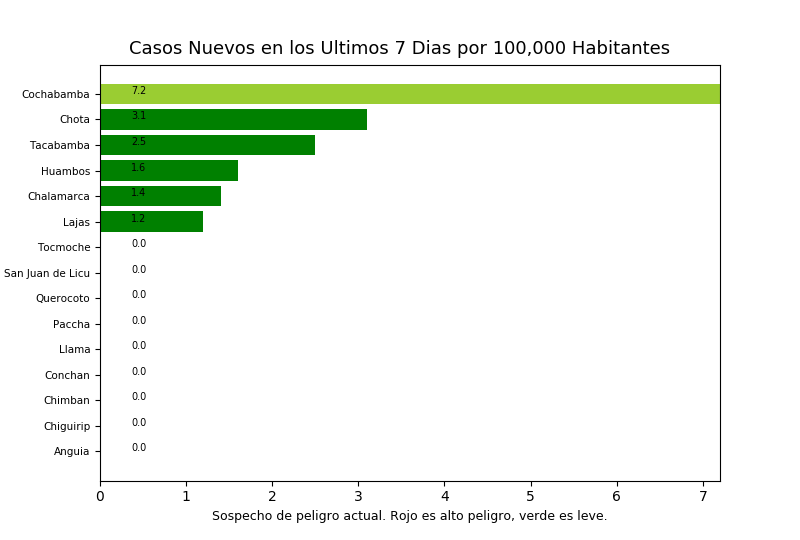 Casos Nuevos en los Ultimos 7 Dias por 100,000 Habitantes
Cochabamba 7.2
Chota 3.1
Tacabamba 2.5
Huambos 1.6
Chalamarca 1.4
Lajas 1.2
Tocmoche 0.0
San Juan de Licu 0.0
Querocoto 0.0
Paccha 0.0
Llama 0.0
Conchan 0.0
Chimban 0.0
Chiguirip 0.0
Anguia 0.0
0 1 2 3 4 5 6 7
Sospecho de peligro actual. Rojo es alto peligro, verde es leve.